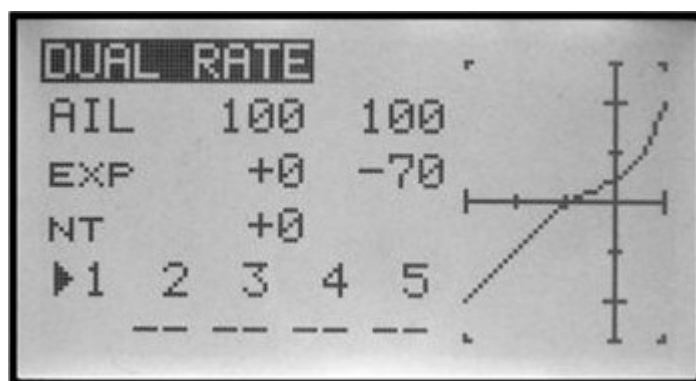 DUAL RATE
AIL 100 100
EXP +0 -70
NT +0
▶1 2 3 4 5
-- -- -- --